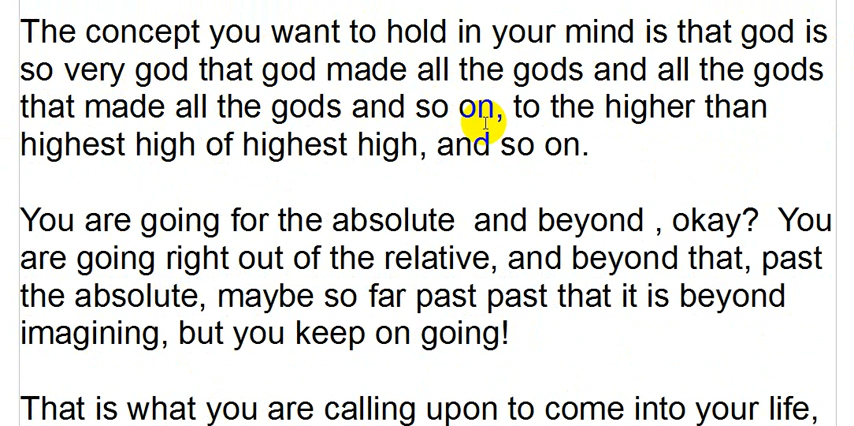 The concept you want to hold in your mind is that god is
so very god that god made all the gods and all the gods
that made all the gods and so on, to the higher than
highest high of highest high, and so on.
You are going for the absolute  and beyond , okay?  You
are going right out of the relative, and beyond that, past
the absolute, maybe so far past past that it is beyond
imagining, but you keep on going!
That is what you are calling upon to come into your life,